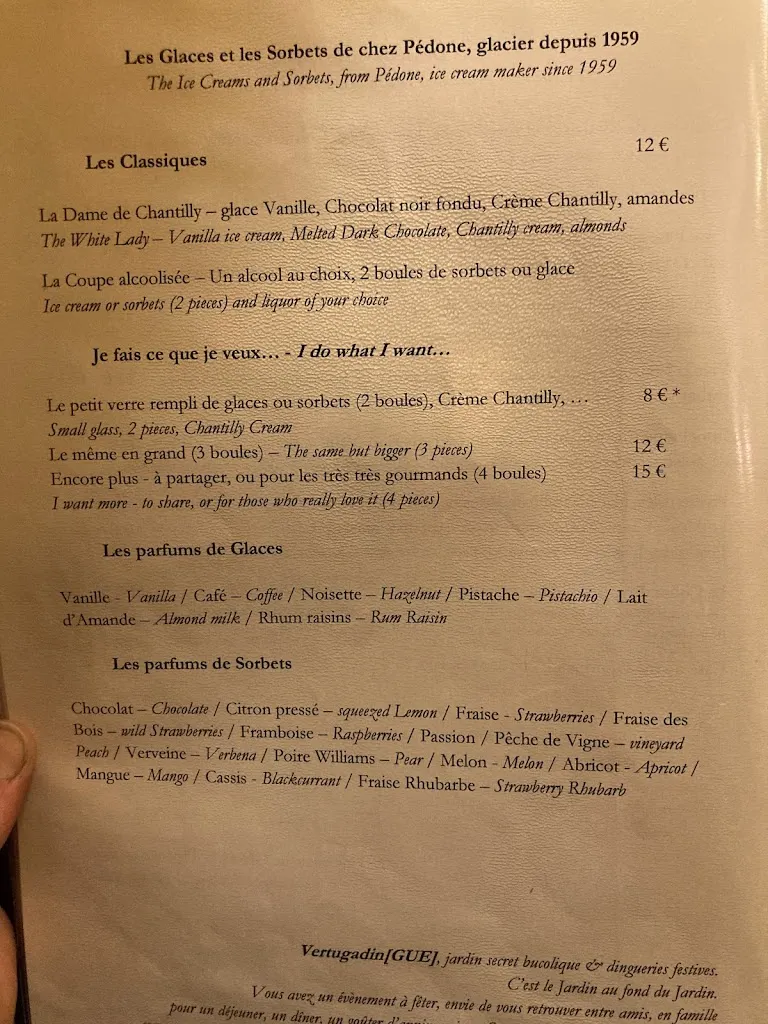 Les Glaces et les Sorbets de chez Pédone, glacier depuis 1959
The Ice Creams and Sorbets, from Pédone, ice cream maker since 1959
Les Classiques 12 €
La Dame de Chantilly – glace Vanille, Chocolat noir fondu, Crème Chantilly, amandes
The White Lady – Vanilla ice cream, Melted Dark Chocolate, Chantilly cream, almonds
La Coupe alcoolisée – Un alcool au choix, 2 boules de sorbets ou glace
Ice cream or sorbets (2 pieces) and liquor of your choice
Je fais ce que je veux… - I do what I want…
Le petit verre rempli de glaces ou sorbets (2 boules), Crème Chantilly, … 8 € *
Small glass, 2 pieces, Chantilly Cream
Le même en grand (3 boules) – The same but bigger (3 pieces) 12 €
Encore plus - à partager, ou pour les très très gourmands (4 boules) 15 €
I want more - to share, or for those who really love it (4 pieces)
Les parfums de Glaces
Vanille - Vanilla / Café – Coffee / Noisette – Hazelnut / Pistache – Pistachio / Lait
d’Amande – Almond milk / Rhum raisins – Rum Raisin
Les parfums de Sorbets
Chocolat – Chocolate / Citron pressé – squeezed Lemon / Fraise - Strawberries / Fraise des
Bois – wild Strawberries / Framboise – Raspberries / Passion / Pêche de Vigne – vineyard
Peach / Verveine – Verbena / Poire Williams – Pear / Melon - Melon / Abricot - Apricot /
Mangue – Mango / Cassis - Blackcurrant / Fraise Rhubarbe – Strawberry Rhubarb
Vertugadin[GUE], jardin secret bucolique & dingueries festives.
C'est le Jardin au fond du Jardin.
Vous avez un évènement à fêter, envie de vous retrouver entre amis, en famille
pour un déjeuner, un dîner, un goûter